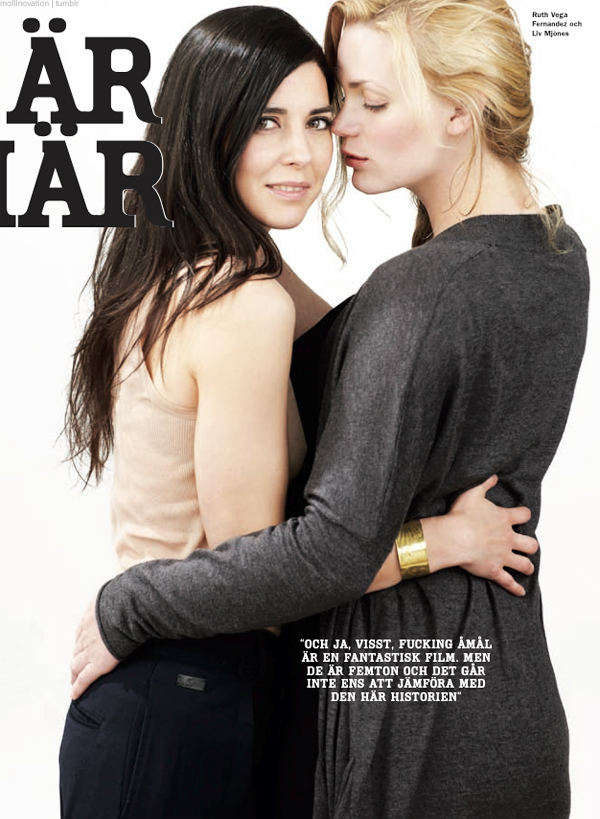 mollinovation | tumblr
Ruth Vega
Fernandez och
Liv Mjönes
ÄR
HÄR
"OCH JA, VISST, FUCKING ÅMÅL
ÄR EN FANTASTISK FILM. MEN
DE ÄR FEMTON OCH DET GÅR
INTE ENS ATT JÄMFÖRA MED
DEN HÄR HISTORIEN"